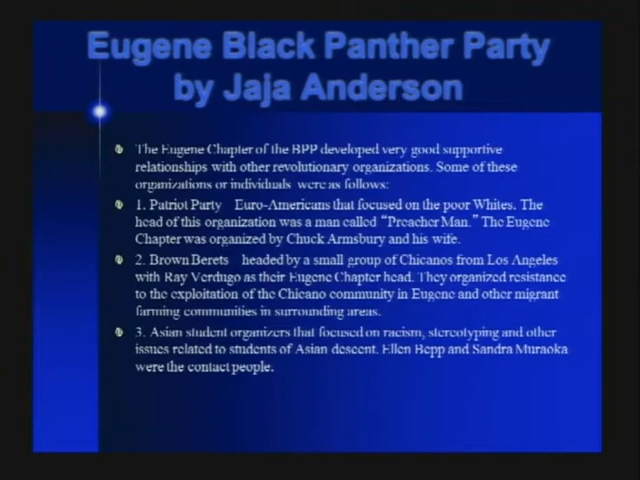 Eugene Black Panther Party
by Jaja Anderson
The Eugene Chapter of the BPP developed very good supportive
relationships with other revolutionary organizations. Some of these
organizations or individuals were as follows:
1. Patriot Party Euro-Americans that focused on the poor Whites. The
head of this organization was a man called “Preacher Man.” The Eugene
Chapter was organized by Chuck Armsbury and his wife.
2. Brown Berets headed by a small group of Chicanos from Los Angeles
with Ray Verdugo as their Eugene Chapter head. They organized resistance
to the exploitation of the Chicano community in Eugene and other migrant
farming communities in surrounding areas.
3. Asian student organizers that focused on racism, stereotyping and other
issues related to students of Asian descent. Ellen Bepp and Sandra Muraoka
were the contact people.